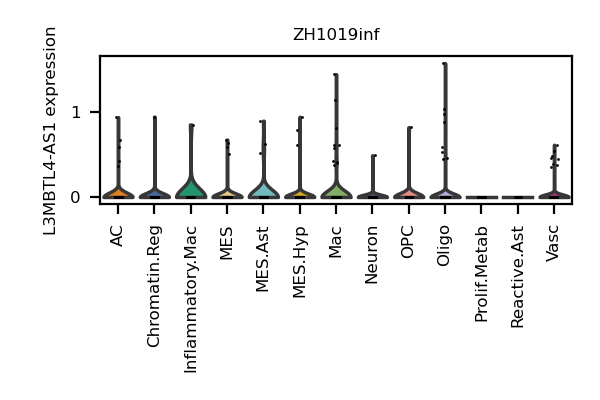 ZH1019inf
L3MBTL4-AS1 expression
1
0
AC
Chromatin.Reg
Inflammatory.Mac
MES
MES.Ast
MES.Hyp
Mac
Neuron
OPC
Oligo
Prolif.Metab
Reactive.Ast
Vasc